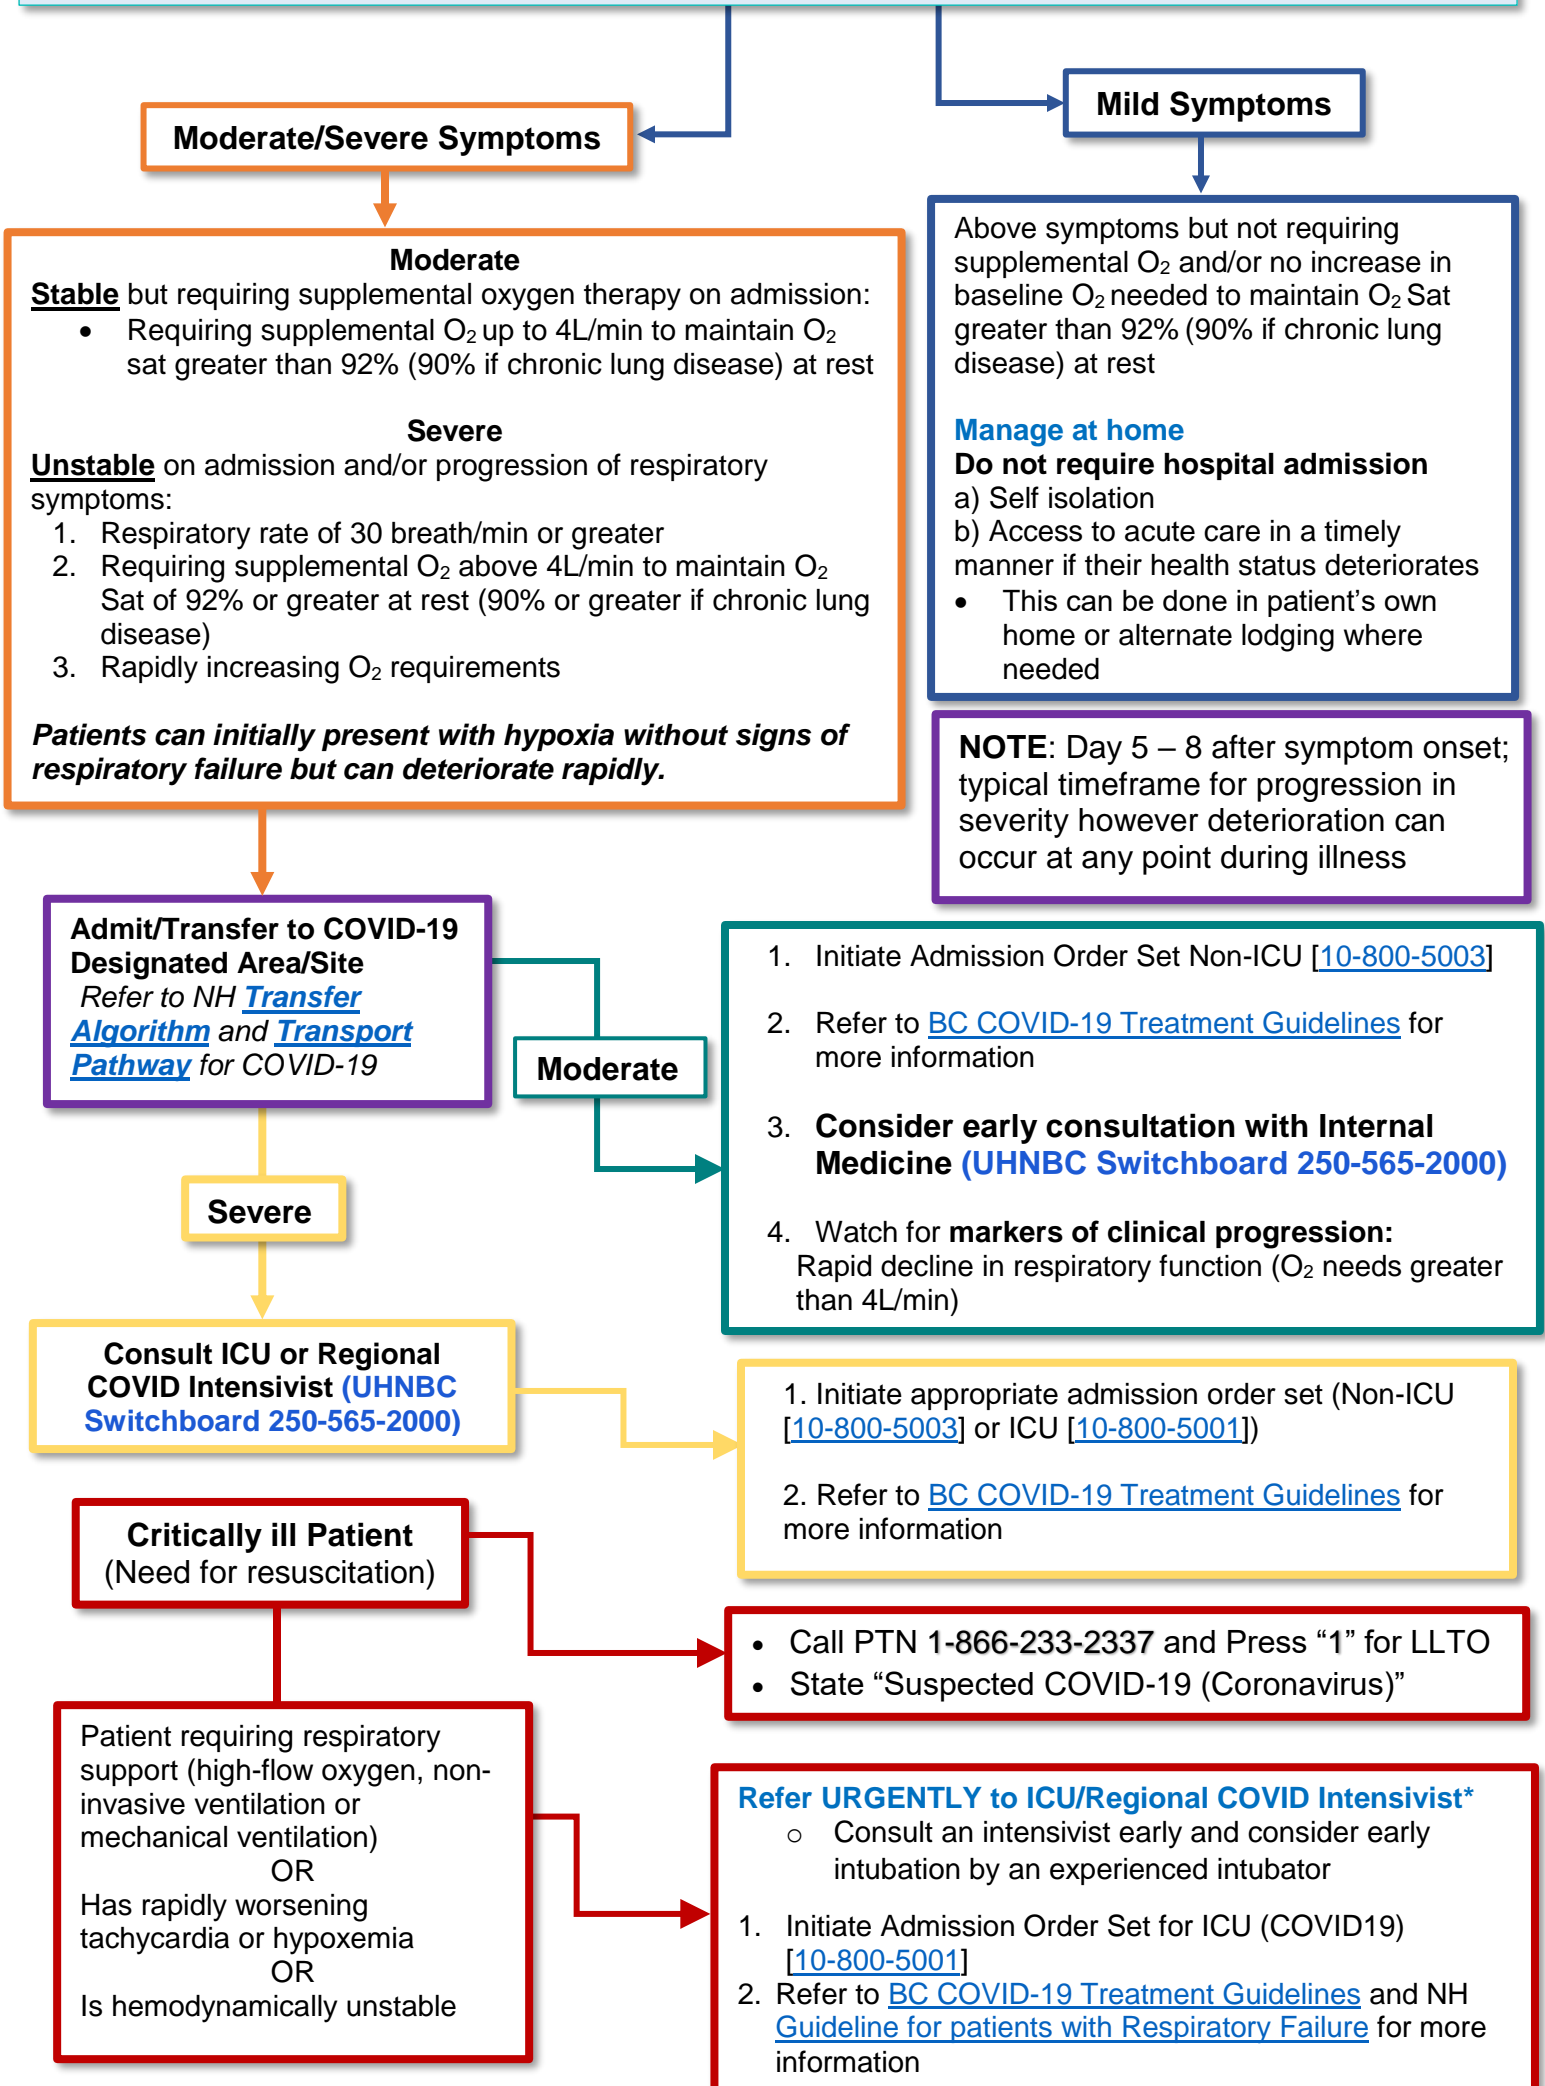 Mild Symptoms
Moderate/Severe Symptoms
Moderate
Stable but requiring supplemental oxygen therapy on admission:
• Requiring supplemental O₂ up to 4L/min to maintain O₂
sat greater than 92% (90% if chronic lung disease) at rest
Severe
Unstable on admission and/or progression of respiratory
symptoms:
1. Respiratory rate of 30 breath/min or greater
2. Requiring supplemental O₂ above 4L/min to maintain O₂
Sat of 92% or greater at rest (90% or greater if chronic lung
disease)
3. Rapidly increasing O₂ requirements
Patients can initially present with hypoxia without signs of
respiratory failure but can deteriorate rapidly.
Above symptoms but not requiring
supplemental O₂ and/or no increase in
baseline O₂ needed to maintain O₂ Sat
greater than 92% (90% if chronic lung
disease) at rest
Manage at home
Do not require hospital admission
a) Self isolation
b) Access to acute care in a timely
manner if their health status deteriorates
• This can be done in patient’s own
home or alternate lodging where
needed
NOTE: Day 5 – 8 after symptom onset;
typical timeframe for progression in
severity however deterioration can
occur at any point during illness
Admit/Transfer to COVID-19
Designated Area/Site
Refer to NH Transfer
Algorithm and Transport
Pathway for COVID-19
Moderate
1. Initiate Admission Order Set Non-ICU [10-800-5003]
2. Refer to BC COVID-19 Treatment Guidelines for
more information
3. Consider early consultation with Internal
Medicine (UHNBC Switchboard 250-565-2000)
4. Watch for markers of clinical progression:
Rapid decline in respiratory function (O₂ needs greater
than 4L/min)
Severe
Consult ICU or Regional
COVID Intensivist (UHNBC
Switchboard 250-565-2000)
1. Initiate appropriate admission order set (Non-ICU
[10-800-5003] or ICU [10-800-5001])
2. Refer to BC COVID-19 Treatment Guidelines for
more information
Critically ill Patient
(Need for resuscitation)
• Call PTN 1-866-233-2337 and Press “1” for LLTO
• State “Suspected COVID-19 (Coronavirus)”
Patient requiring respiratory
support (high-flow oxygen, non-
invasive ventilation or
mechanical ventilation)
OR
Has rapidly worsening
tachycardia or hypoxemia
OR
Is hemodynamically unstable
Refer URGENTLY to ICU/Regional COVID Intensivist*
o Consult an intensivist early and consider early
intubation by an experienced intubator
1. Initiate Admission Order Set for ICU (COVID19)
[10-800-5001]
2. Refer to BC COVID-19 Treatment Guidelines and NH
Guideline for patients with Respiratory Failure for more
information